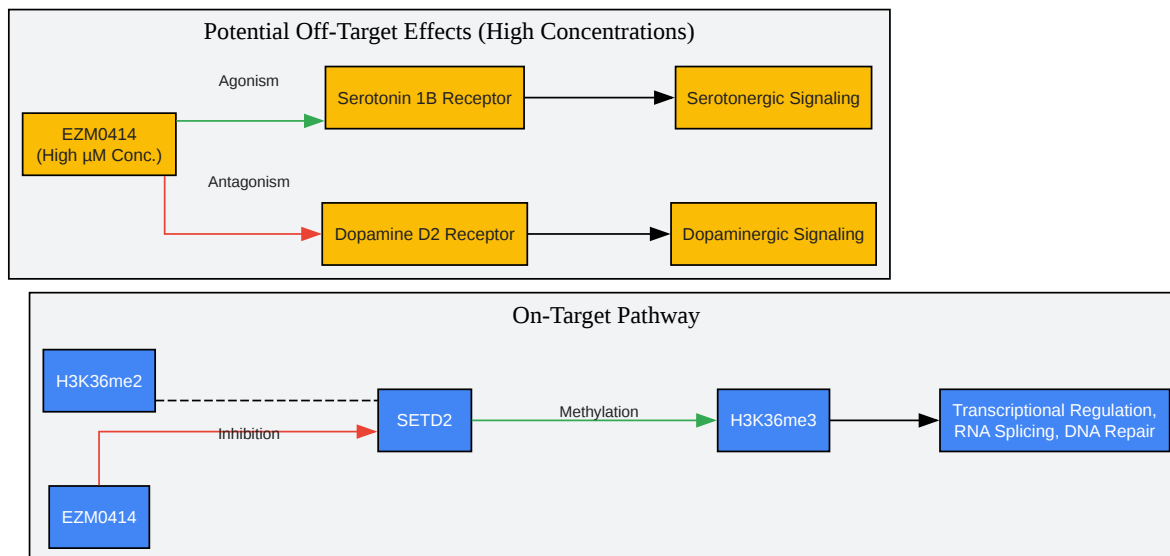 Potential Off-Target Effects (High Concentrations)
Agonism
Serotonin 1B Receptor
Serotonergic Signaling
EZM0414
(High µM Conc.)
Antagonism
Dopamine D2 Receptor
Dopaminergic Signaling
On-Target Pathway
H3K36me2
SETD2
Methylation
H3K36me3
Transcriptional Regulation,
RNA Splicing, DNA Repair
Inhibition
EZM0414